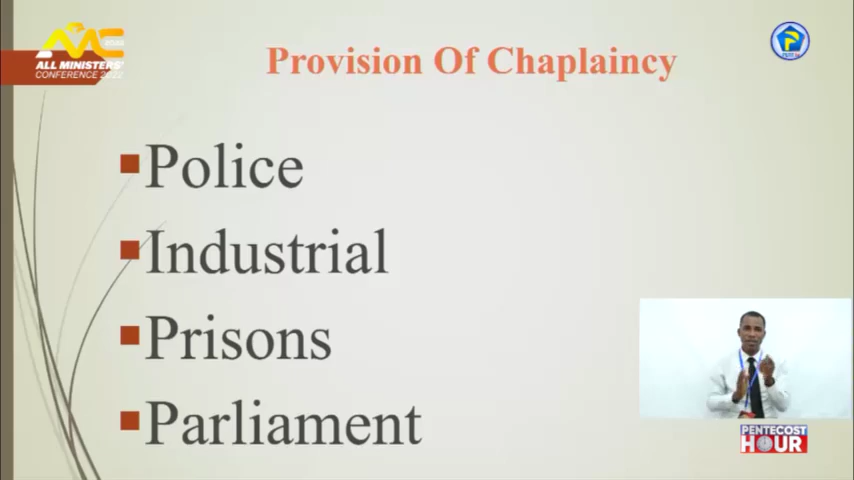 ALL MINISTERS'
CONFERENCE 2022
Provision Of Chaplaincy
Police
Industrial
Prisons
Parliament
PENTECOST
HOUR